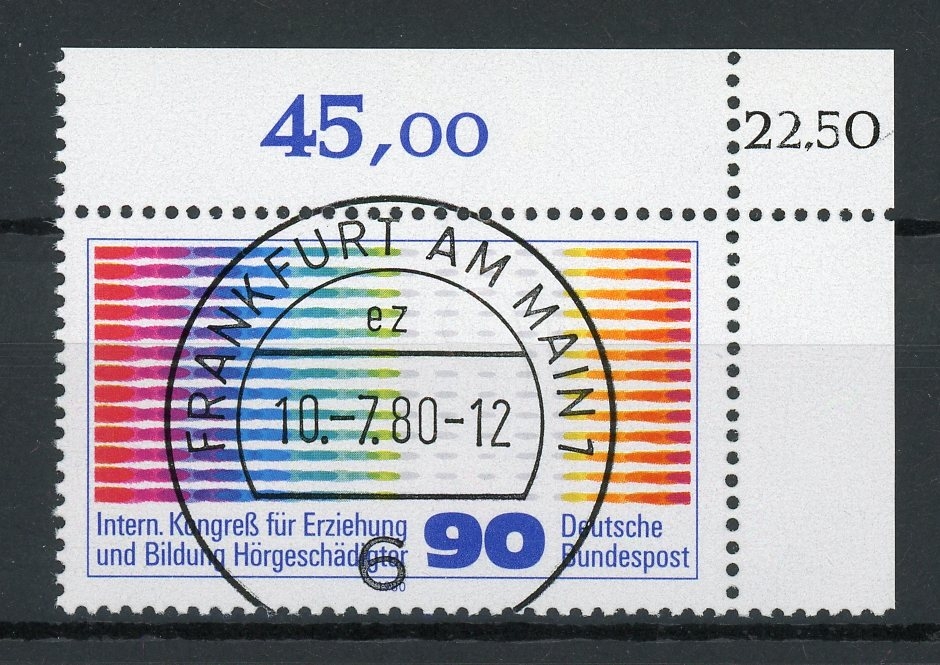 45,00
22,50
FRANKFURT AM MAIN 1
ez
10.-7.80-12
Intern. Kongreß für Erziehung
und Bildung Hörgeschädigter
90
Deutsche
Bundespost
6